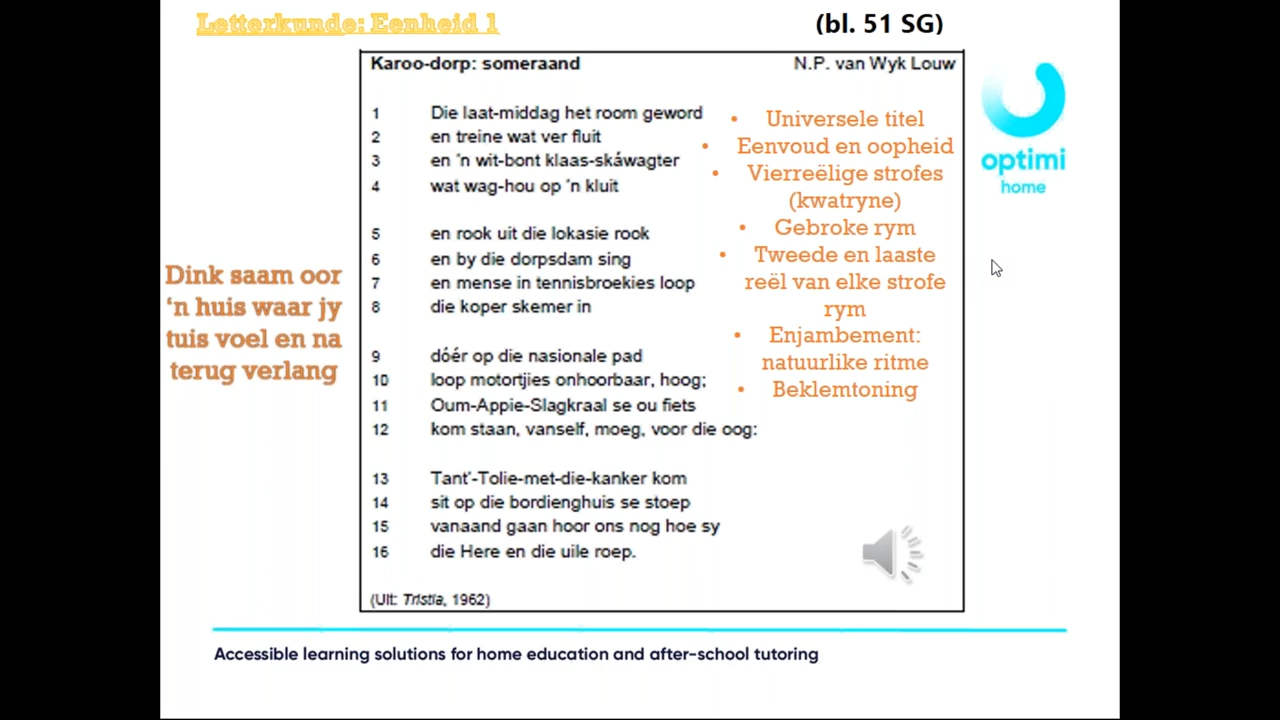 Letterkunde: Eenheid 1
(bl. 51 SG)
Karoo-dorp: someraand
N.P. van Wyk Louw
1 Die laat-middag het room geword
2 en treine wat ver fluit
3 en 'n wit-bont klaas-skáwagter
4 wat wag-hou op 'n kluit
5 en rook uit die lokasie rook
6 en by die dorpsdam sing
7 en mense in tennisbroekies loop
8 die koper skemer in
9 dóér op die nasionale pad
10 loop motortjies onhoorbaar, hoog;
11 Oum-Appie-Slagkraal se ou fiets
12 kom staan, vanself, moeg, voor die oog:
13 Tant'-Tolie-met-die-kanker kom
14 sit op die bordienghuis se stoep
15 vanaand gaan hoor ons nog hoe sy
16 die Here en die uile roep.
(Uit: Tristia, 1962)
• Universele titel
• Eenvoud en oopheid
• Vierreëlige strofes
(kwatryne)
• Gebroke rym
• Tweede en laaste
reël van elke strofe
rym
• Enjambement:
natuurlike ritme
• Beklemtoning
Dink saam oor
'n huis waar jy
tuis voel en na
terug verlang
optimi
home
Accessible learning solutions for home education and after-school tutoring